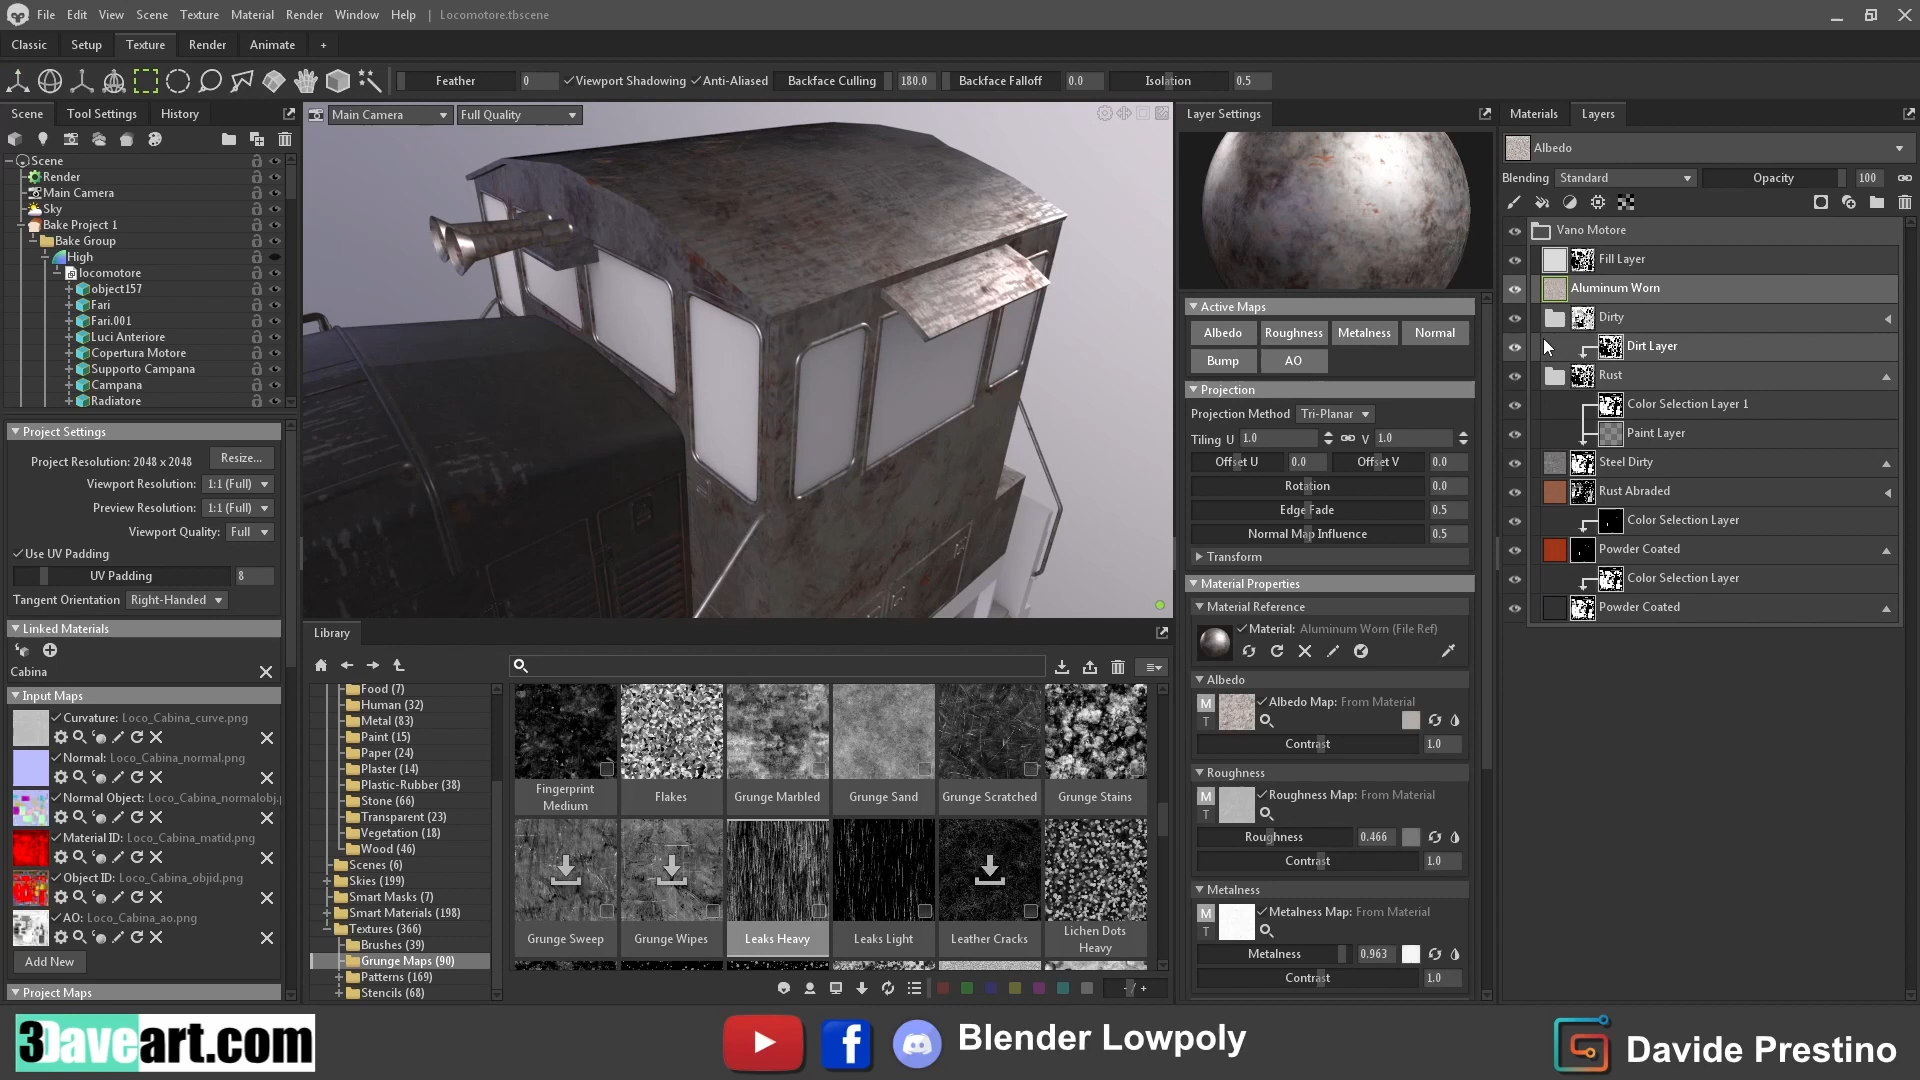 File Edit View Scene Texture Material Render Window Help | Locomotore.tbscene
Classic Setup Texture Render Animate +
Feather 0 Viewport Shadowing Anti-Aliased Backface Culling 180.0 Backface Falloff 0.0 Isolation 0.5
Scene Tool Settings History
Scene
Render
Main Camera
Sky
Bake Project 1
Bake Group
High
locomotore
object157
Fari
Fari.001
Luci Anteriore
Copertura Motore
Supporto Campana
Campana
Radiatore
Project Settings
Project Resolution: 2048 x 2048 Resize...
Viewport Resolution: 1:1 (Full)
Preview Resolution: 1:1 (Full)
Viewport Quality: Full
Use UV Padding
UV Padding 8
Tangent Orientation Right-Handed
Linked Materials
Cabina
Input Maps
Curvature: Loco_Cabina_curve.png
Normal: Loco_Cabina_normal.png
Normal Object: Loco_Cabina_normalobj.p
Material ID: Loco_Cabina_matid.png
Object ID: Loco_Cabina_objid.png
AO: Loco_Cabina_ao.png
Add New
Project Maps
Main Camera Full Quality
Library
Food (7)
Human (32)
Metal (83)
Paint (15)
Paper (24)
Plaster (14)
Plastic-Rubber (38)
Stone (66)
Transparent (23)
Vegetation (18)
Wood (46)
Scenes (6)
Skies (199)
Smart Masks (7)
Smart Materials (198)
Textures (366)
Brushes (39)
Grunge Maps (90)
Patterns (169)
Stencils (68)
Fingerprint Medium
Flakes
Grunge Marbled
Grunge Sand
Grunge Scratched
Grunge Stains
Grunge Sweep
Grunge Wipes
Leaks Heavy
Leaks Light
Leather Cracks
Lichen Dots Heavy
- / +
Layer Settings
Active Maps
Albedo Roughness Metalness Normal
Bump AO
Projection
Projection Method Tri-Planar
Tiling U 1.0 V 1.0
Offset U 0.0 Offset V 0.0
Rotation 0.0
Edge Fade 0.5
Normal Map Influence 0.5
Transform
Material Properties
Material Reference
Material: Aluminum Worn (File Ref)
Albedo
M T Albedo Map: From Material
Contrast 1.0
Roughness
M T Roughness Map: From Material
Roughness 0.466
Contrast 1.0
Metalness
M T Metalness Map: From Material
Metalness 0.963
Contrast 1.0
Materials Layers
Albedo
Blending Standard Opacity 100
Vano Motore
Fill Layer
Aluminum Worn
Dirty
Dirt Layer
Rust
Color Selection Layer 1
Paint Layer
Steel Dirty
Rust Abraded
Color Selection Layer
Powder Coated
Color Selection Layer
Powder Coated
3Daveart.com
Blender Lowpoly
Davide Prestino